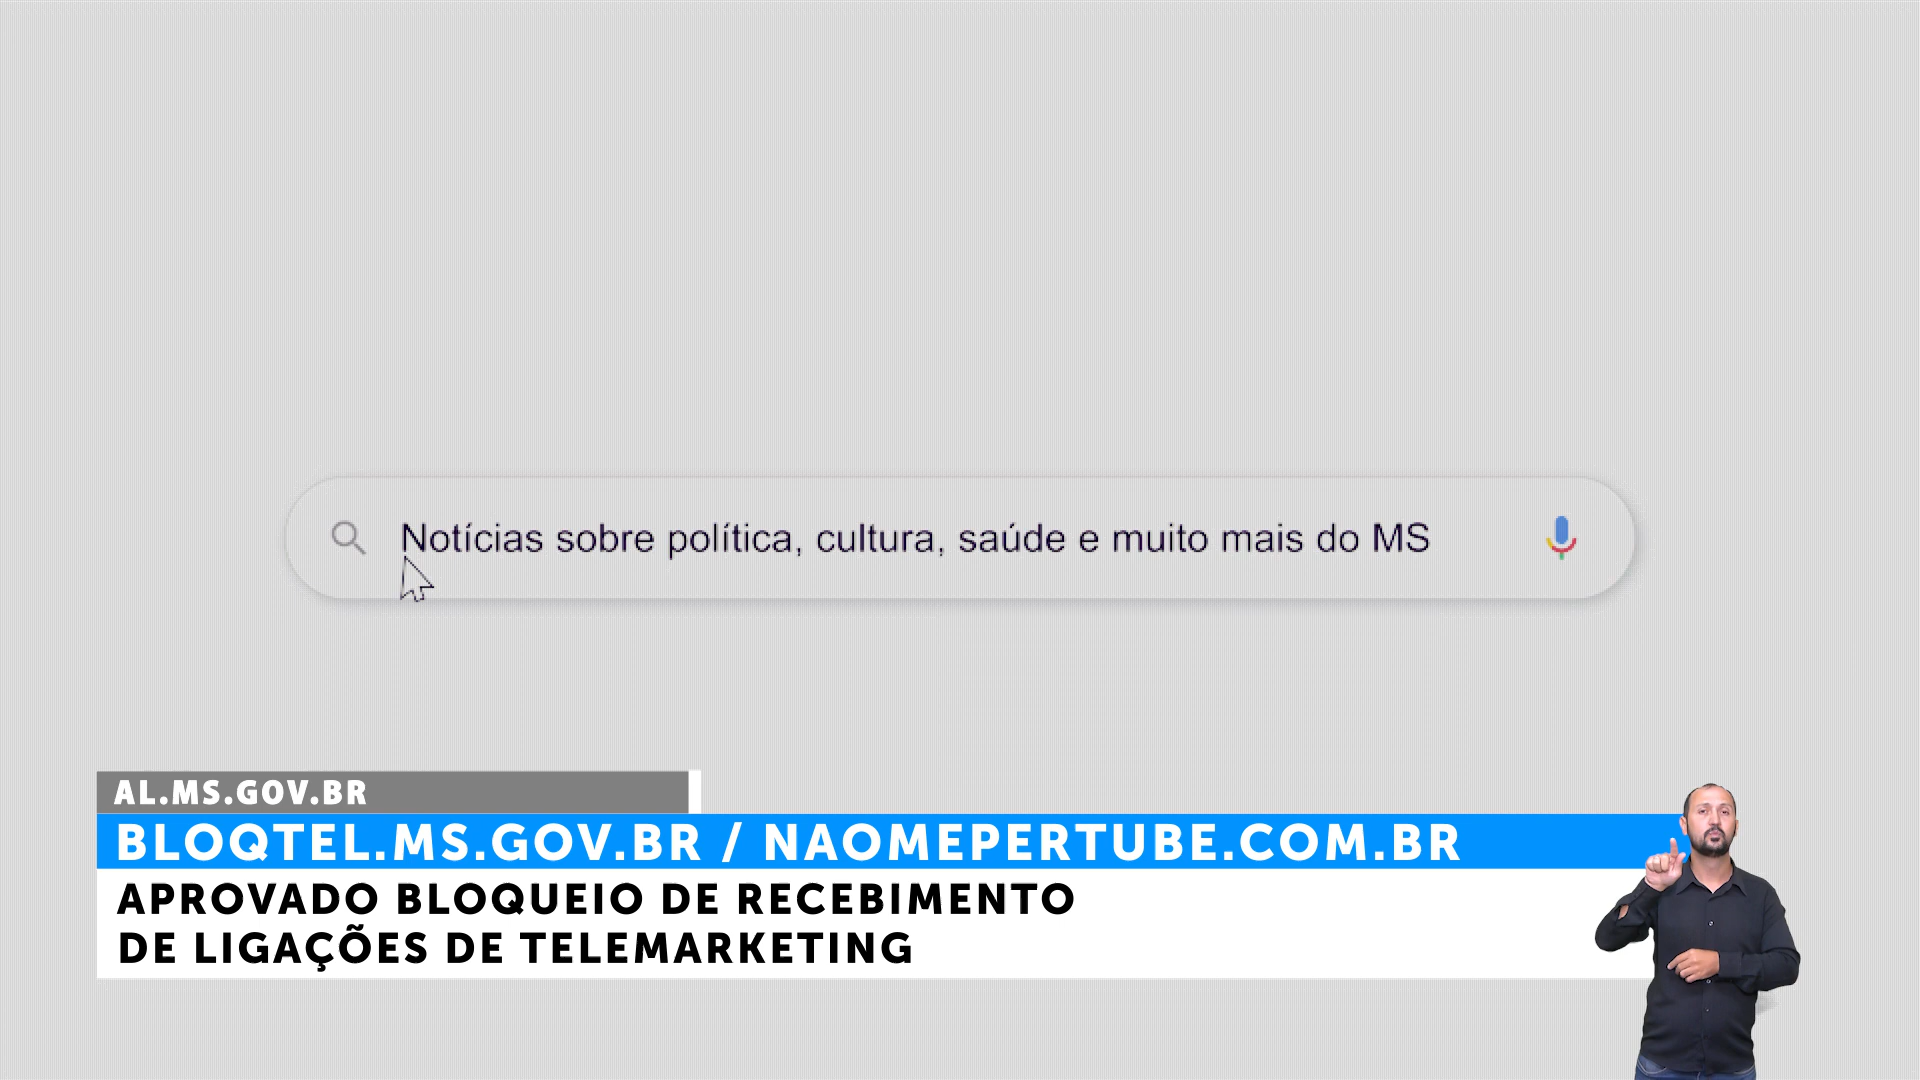 Notícias sobre política, cultura, saúde e muito mais do MS
AL.MS.GOV.BR
BLOQTEL.MS.GOV.BR / NAOMEPERTUBE.COM.BR
APROVADO BLOQUEIO DE RECEBIMENTO
DE LIGAÇÕES DE TELEMARKETING